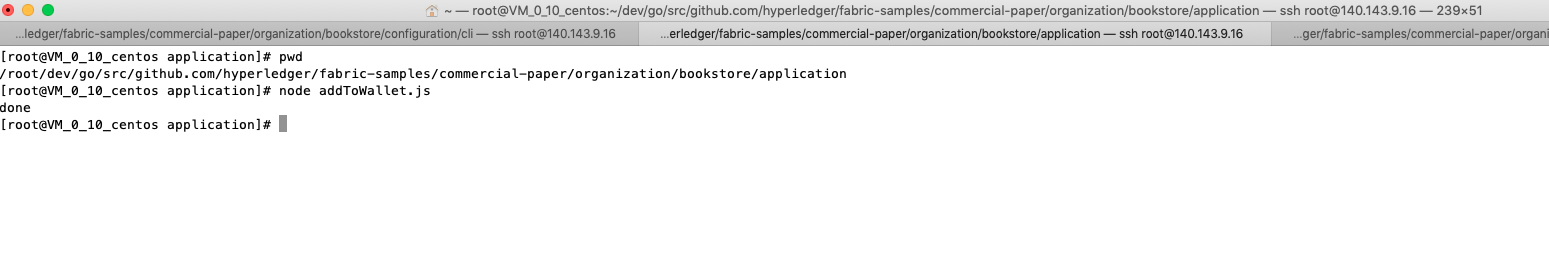 ~ — root@VM_0_10_centos:~/dev/go/src/github.com/hyperledger/fabric-samples/commercial-paper/organization/bookstore/application — ssh root@140.143.9.16 — 239×51
...ledger/fabric-samples/commercial-paper/organization/bookstore/configuration/cli — ssh root@140.143.9.16
...erledger/fabric-samples/commercial-paper/organization/bookstore/application — ssh root@140.143.9.16
...ger/fabric-samples/commercial-paper/organi
[root@VM_0_10_centos application]# pwd
/root/dev/go/src/github.com/hyperledger/fabric-samples/commercial-paper/organization/bookstore/application
[root@VM_0_10_centos application]# node addToWallet.js
done
[root@VM_0_10_centos application]#